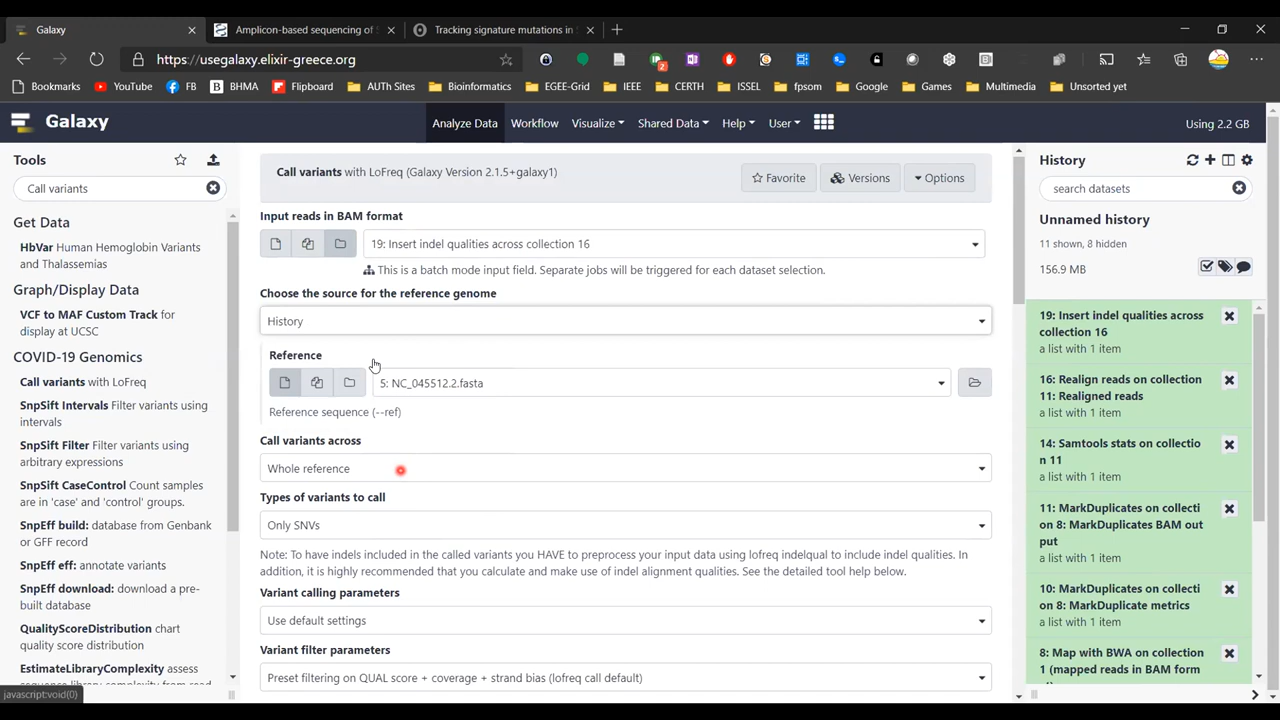 Galaxy
Amplicon-based sequencing of
Tracking signature mutations in
https://usegalaxy.elixir-greece.org
2
Bookmarks
YouTube
FB
BHMA
Flipboard
AUTh Sites
Bioinformatics
EGEE-Grid
IEEE
CERTH
ISSEL
fpsom
Google
Games
Multimedia
Unsorted yet
Galaxy
Analyze Data
Workflow
Visualize
Shared Data
Help
User
Using 2.2 GB
Tools
Call variants
Get Data
HbVar Human Hemoglobin Variants
and Thalassemias
Graph/Display Data
VCF to MAF Custom Track for
display at UCSC
COVID-19 Genomics
Call variants with LoFreq
SnpSift Intervals Filter variants using
intervals
SnpSift Filter Filter variants using
arbitrary expressions
SnpSift CaseControl Count samples
are in 'case' and 'control' groups.
SnpEff build: database from Genbank
or GFF record
SnpEff eff: annotate variants
SnpEff download: download a pre-
built database
QualityScoreDistribution chart
quality score distribution
EstimateLibraryComplexity assess
javascript:void(0)
Call variants with LoFreq (Galaxy Version 2.1.5+galaxy1)
Favorite
Versions
Options
Input reads in BAM format
19: Insert indel qualities across collection 16
This is a batch mode input field. Separate jobs will be triggered for each dataset selection.
Choose the source for the reference genome
History
Reference
5: NC_045512.2.fasta
Reference sequence (--ref)
Call variants across
Whole reference
Types of variants to call
Only SNVs
Note: To have indels included in the called variants you HAVE to preprocess your input data using lofreq indelqual to include indel qualities. In
addition, it is highly recommended that you calculate and make use of indel alignment qualities. See the detailed tool help below.
Variant calling parameters
Use default settings
Variant filter parameters
Preset filtering on QUAL score + coverage + strand bias (lofreq call default)
History
search datasets
Unnamed history
11 shown, 8 hidden
156.9 MB
19: Insert indel qualities across
collection 16
a list with 1 item
16: Realign reads on collection
11: Realigned reads
a list with 1 item
14: Samtools stats on collectio
n 11
a list with 1 item
11: MarkDuplicates on collecti
on 8: MarkDuplicates BAM out
put
a list with 1 item
10: MarkDuplicates on collecti
on 8: MarkDuplicate metrics
a list with 1 item
8: Map with BWA on collection
1 (mapped reads in BAM form